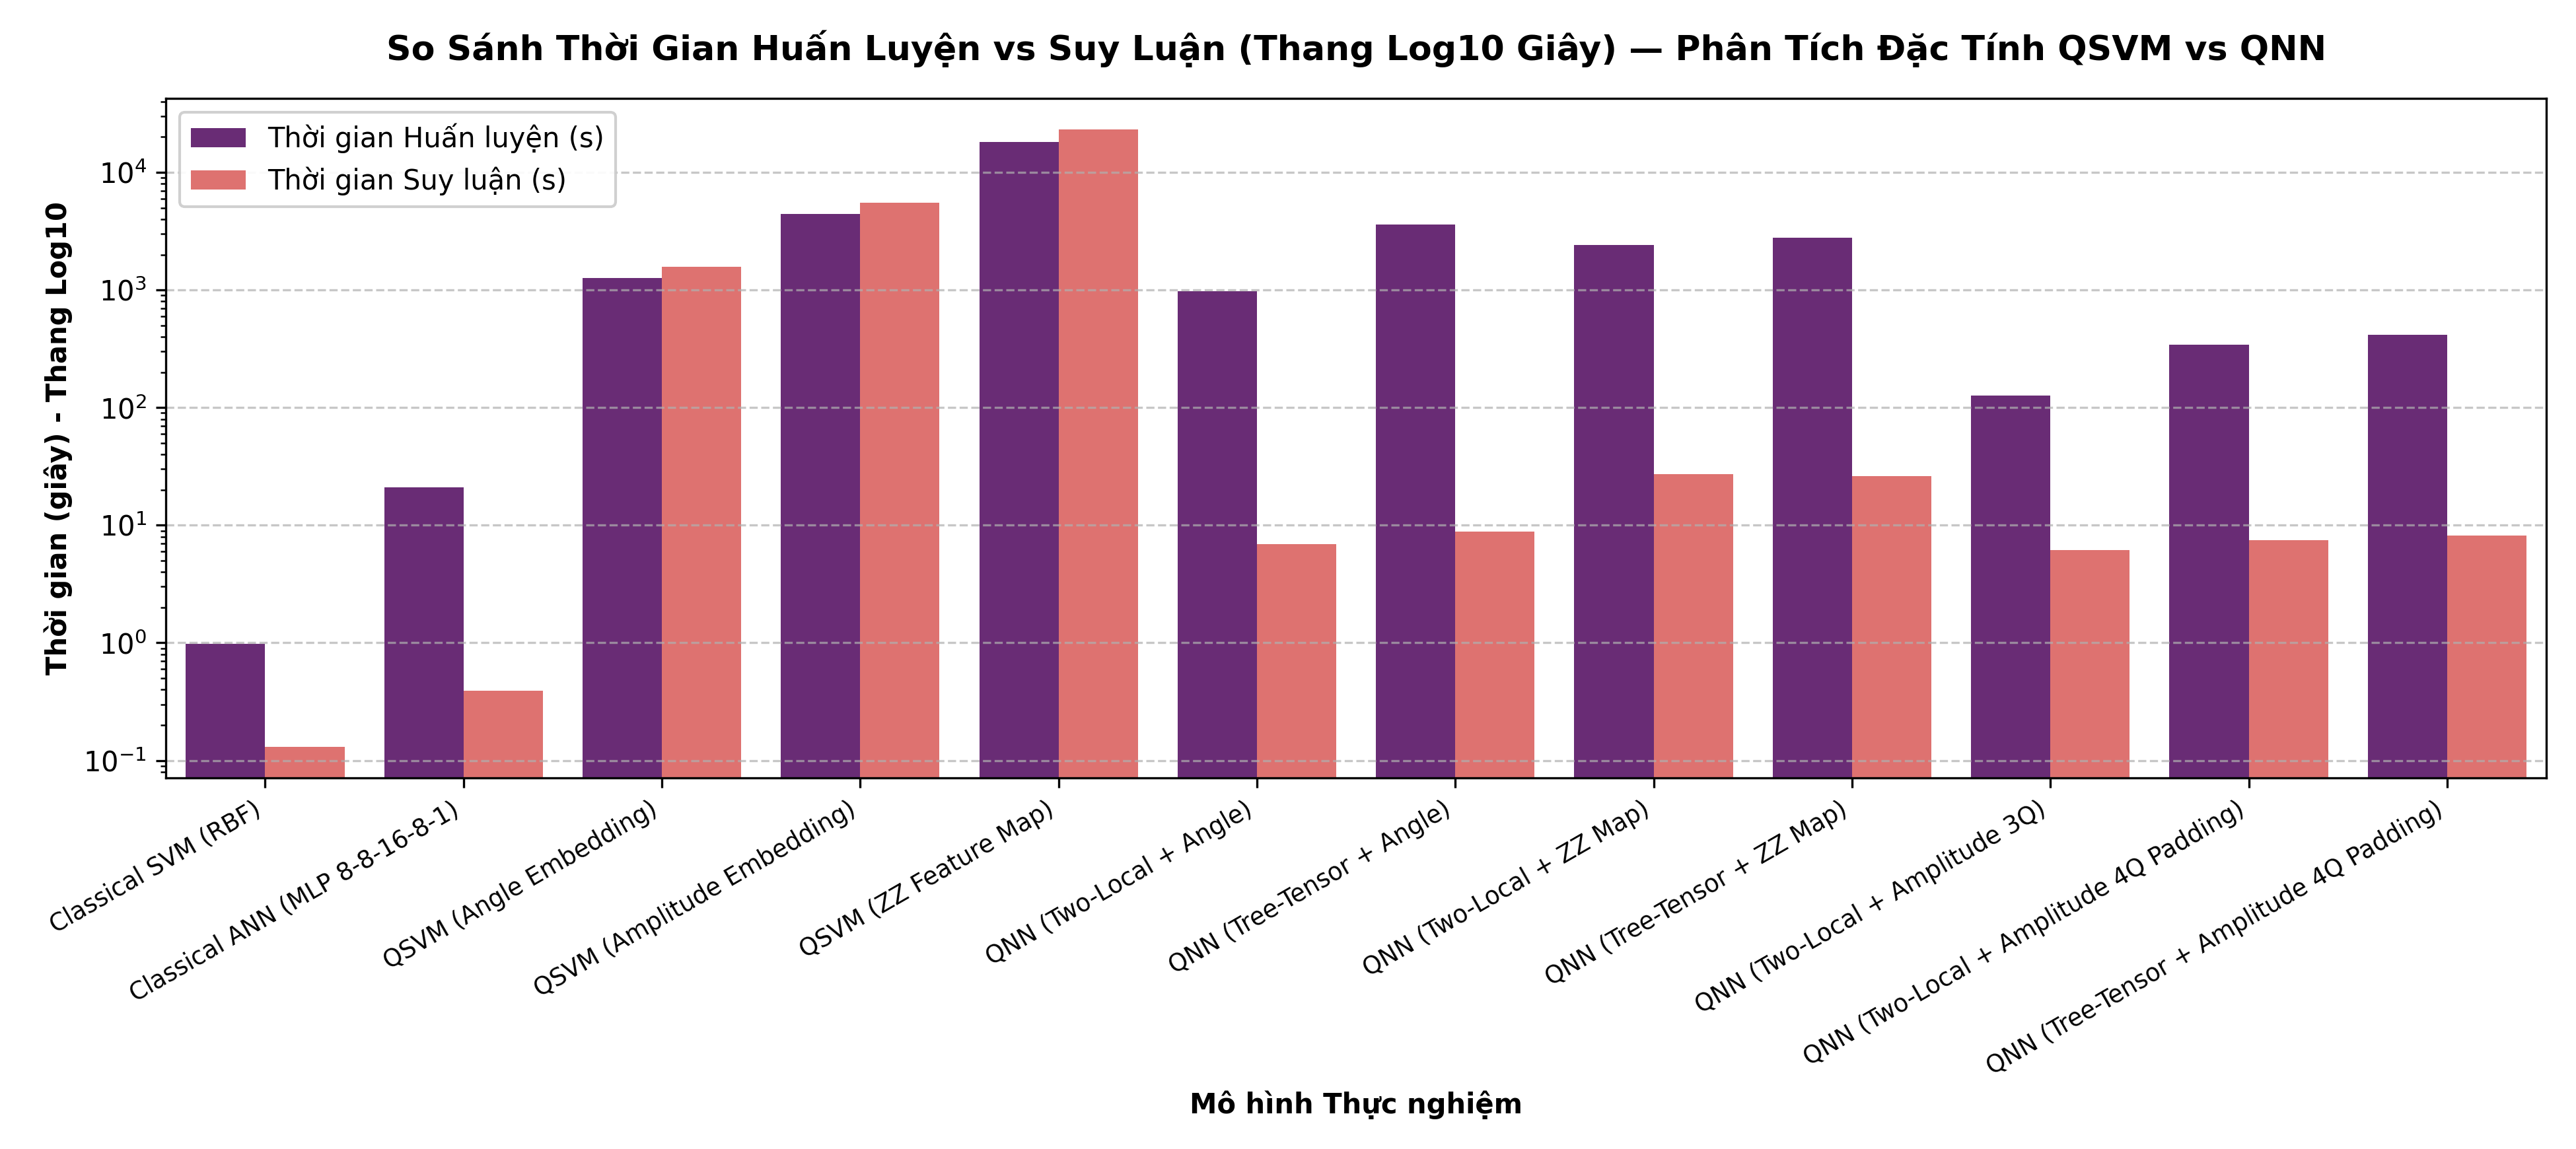 So Sánh Thời Gian Huấn Luyện vs Suy Luận (Thang Log10 Giây) — Phân Tích Đặc Tính QSVM vs QNN
Thời gian Huấn luyện (s)
Thời gian Suy luận (s)
Thời gian (giây) - Thang Log10
10⁴
10³
10²
10¹
10⁰
10⁻¹
Classical SVM (RBF)
Classical ANN (MLP 8-8-16-8-1)
QSVM (Angle Embedding)
QSVM (Amplitude Embedding)
QSVM (ZZ Feature Map)
QNN (Two-Local + Angle)
QNN (Tree-Tensor + Angle)
QNN (Two-Local + ZZ Map)
QNN (Tree-Tensor + ZZ Map)
QNN (Two-Local + Amplitude 3Q)
QNN (Two-Local + Amplitude 4Q Padding)
QNN (Tree-Tensor + Amplitude 4Q Padding)
Mô hình Thực nghiệm